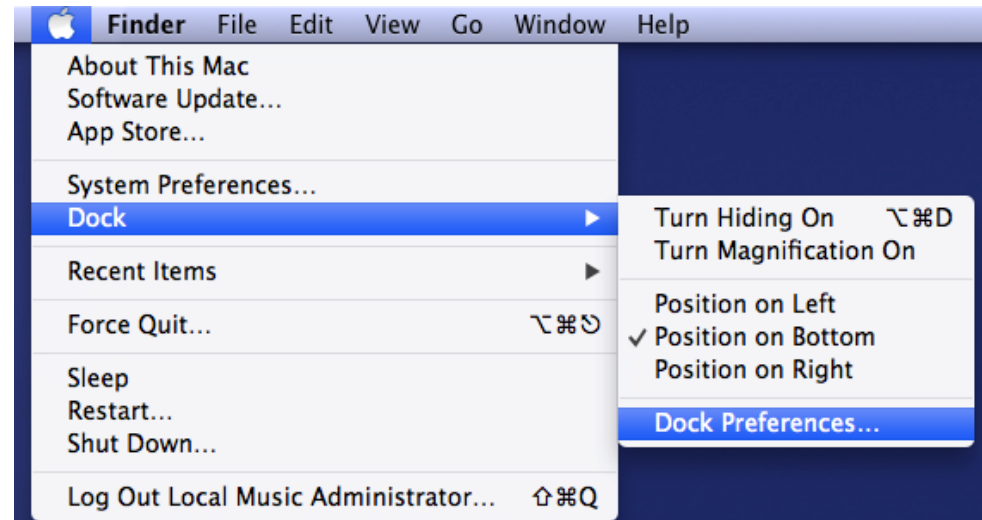 Finder File Edit View Go Window Help
About This Mac
Software Update...
App Store...
System Preferences...
Dock
Recent Items
Force Quit... ⌥⌘⎋
Sleep
Restart...
Shut Down...
Log Out Local Music Administrator... ⇧⌘Q
Turn Hiding On ⌥⌘D
Turn Magnification On
Position on Left
✓ Position on Bottom
Position on Right
Dock Preferences...